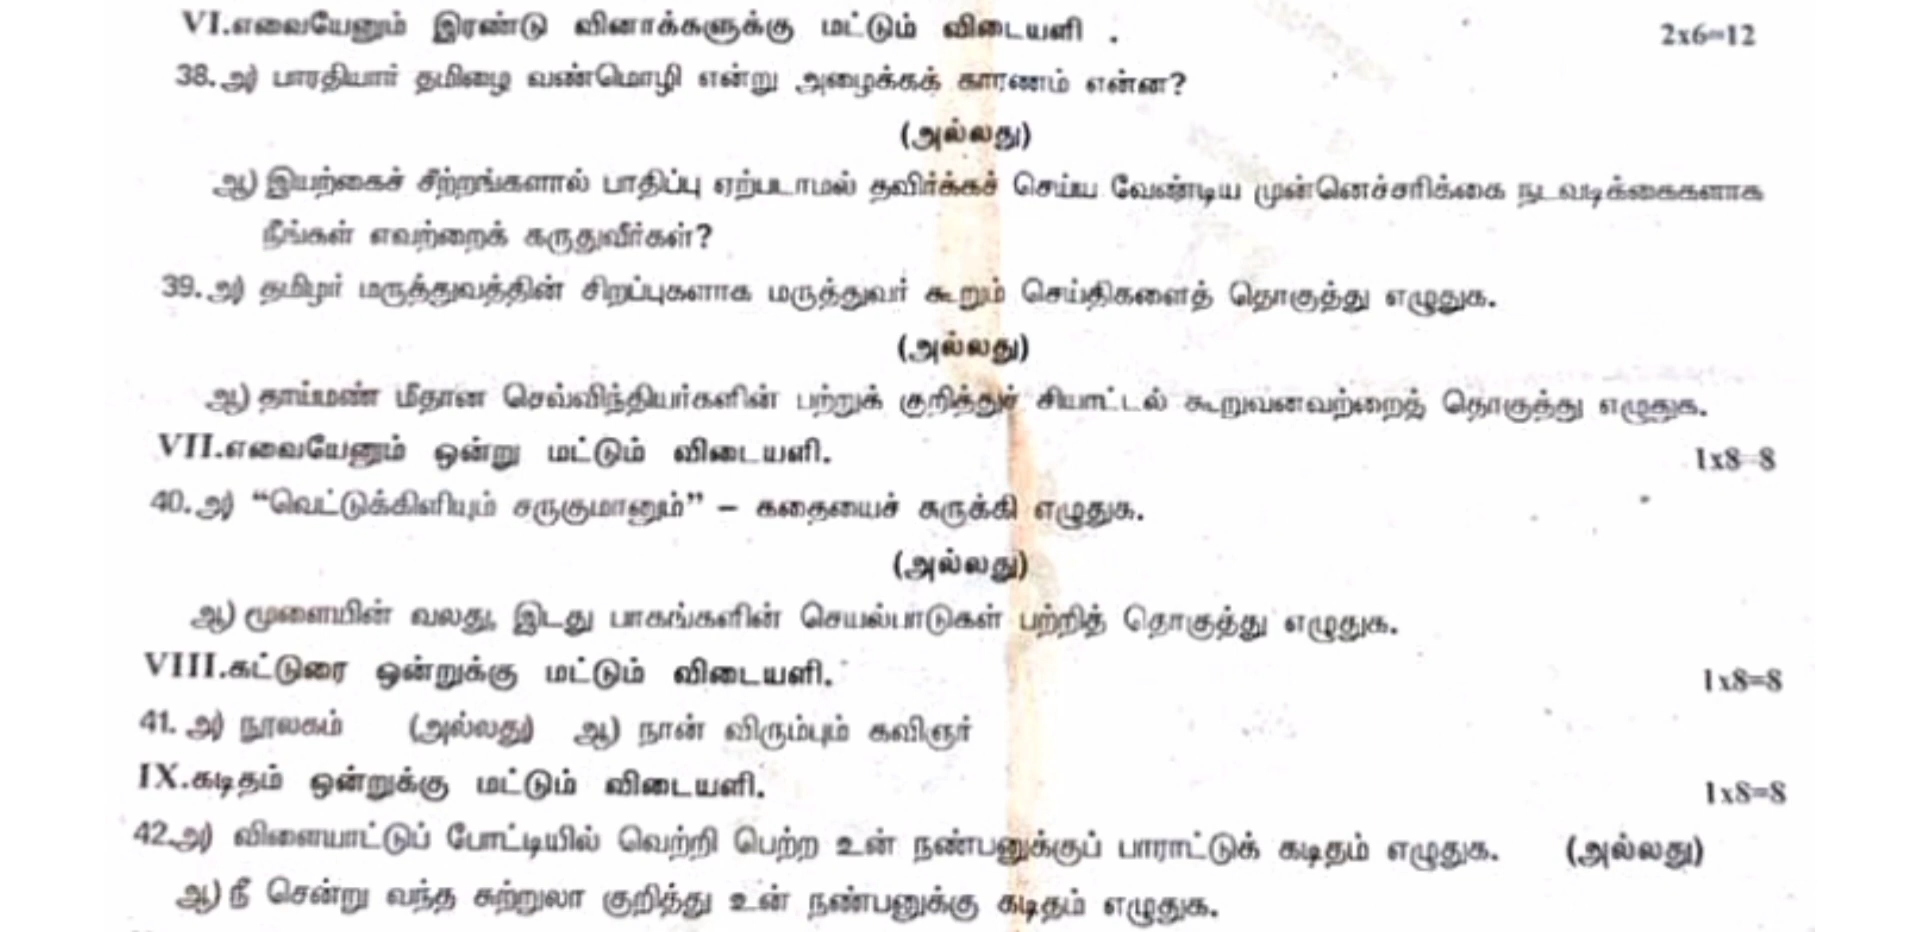 VI.எவையேனும் இரண்டு வினாக்களுக்கு மட்டும் விடையளி . 2x6=12
38.அ) பாரதியார் தமிழை வண்மொழி என்று அழைக்கக் காரணம் என்ன?
(அல்லது)
ஆ) இயற்கைச் சீற்றங்களால் பாதிப்பு ஏற்படாமல் தவிர்க்கச் செய்ய வேண்டிய முன்னெச்சரிக்கை நடவடிக்கைகளாக
நீங்கள் எவற்றைக் கருதுவீர்கள்?
39.அ) தமிழர் மருத்துவத்தின் சிறப்புகளாக மருத்துவர் கூறும் செய்திகளைத் தொகுத்து எழுதுக.
(அல்லது)
ஆ) தாய்மண் மீதான செவ்விந்தியர்களின் பற்றுக் குறித்துச் சியாட்டல் கூறுவனவற்றைத் தொகுத்து எழுதுக.
VII.எவையேனும் ஒன்று மட்டும் விடையளி. 1x8=8
40.அ) “வெட்டுக்கிளியும் சருகுமானும்” – கதையைச் சுருக்கி எழுதுக.
(அல்லது)
ஆ) மூளையின் வலது, இடது பாகங்களின் செயல்பாடுகள் பற்றித் தொகுத்து எழுதுக.
VIII.கட்டுரை ஒன்றுக்கு மட்டும் விடையளி. 1x8=8
41. அ) நூலகம் (அல்லது) ஆ) நான் விரும்பும் கவிஞர்
IX.கடிதம் ஒன்றுக்கு மட்டும் விடையளி. 1x8=8
42.அ) விளையாட்டுப் போட்டியில் வெற்றி பெற்ற உன் நண்பனுக்குப் பாராட்டுக் கடிதம் எழுதுக. (அல்லது)
ஆ) நீ சென்று வந்த சுற்றுலா குறித்து உன் நண்பனுக்கு கடிதம் எழுதுக.